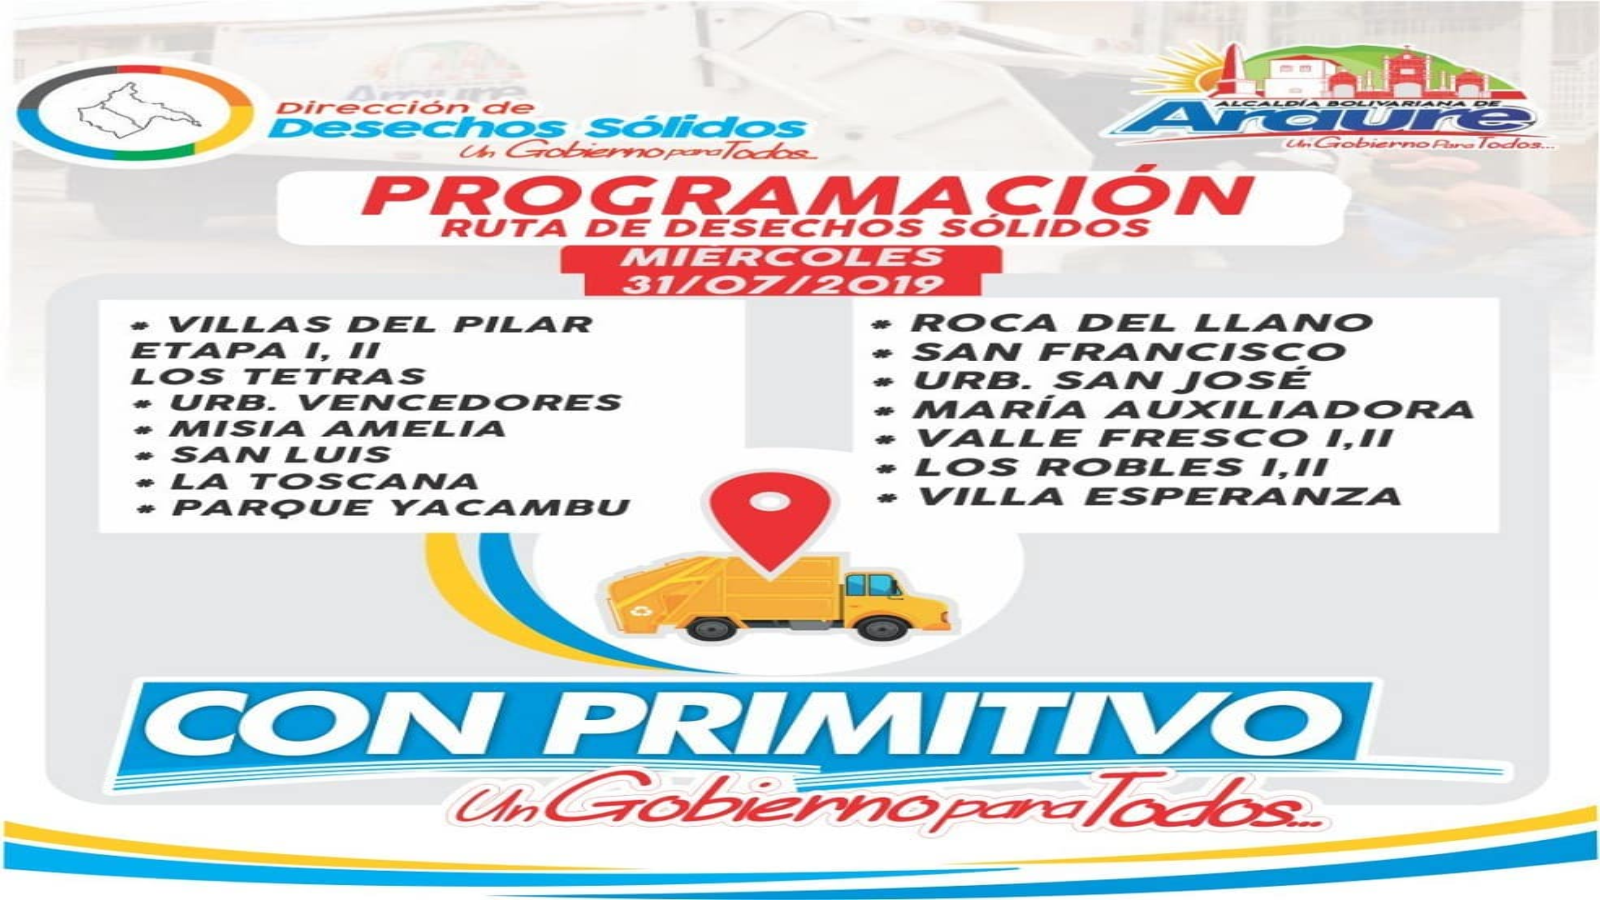 Dirección de
Desechos Sólidos
Un Gobierno para Todos...
ALCALDÍA BOLIVARIANA DE
Araure
Un Gobierno Para Todos...
PROGRAMACIÓN
RUTA DE DESECHOS SÓLIDOS
MIÉRCOLES
31/07/2019
* VILLAS DEL PILAR
ETAPA I, II
LOS TETRAS
* URB. VENCEDORES
* MISIA AMELIA
* SAN LUIS
* LA TOSCANA
* PARQUE YACAMBU
* ROCA DEL LLANO
* SAN FRANCISCO
* URB. SAN JOSÉ
* MARÍA AUXILIADORA
* VALLE FRESCO I,II
* LOS ROBLES I,II
* VILLA ESPERANZA
CON PRIMITIVO
Un Gobierno para Todos...